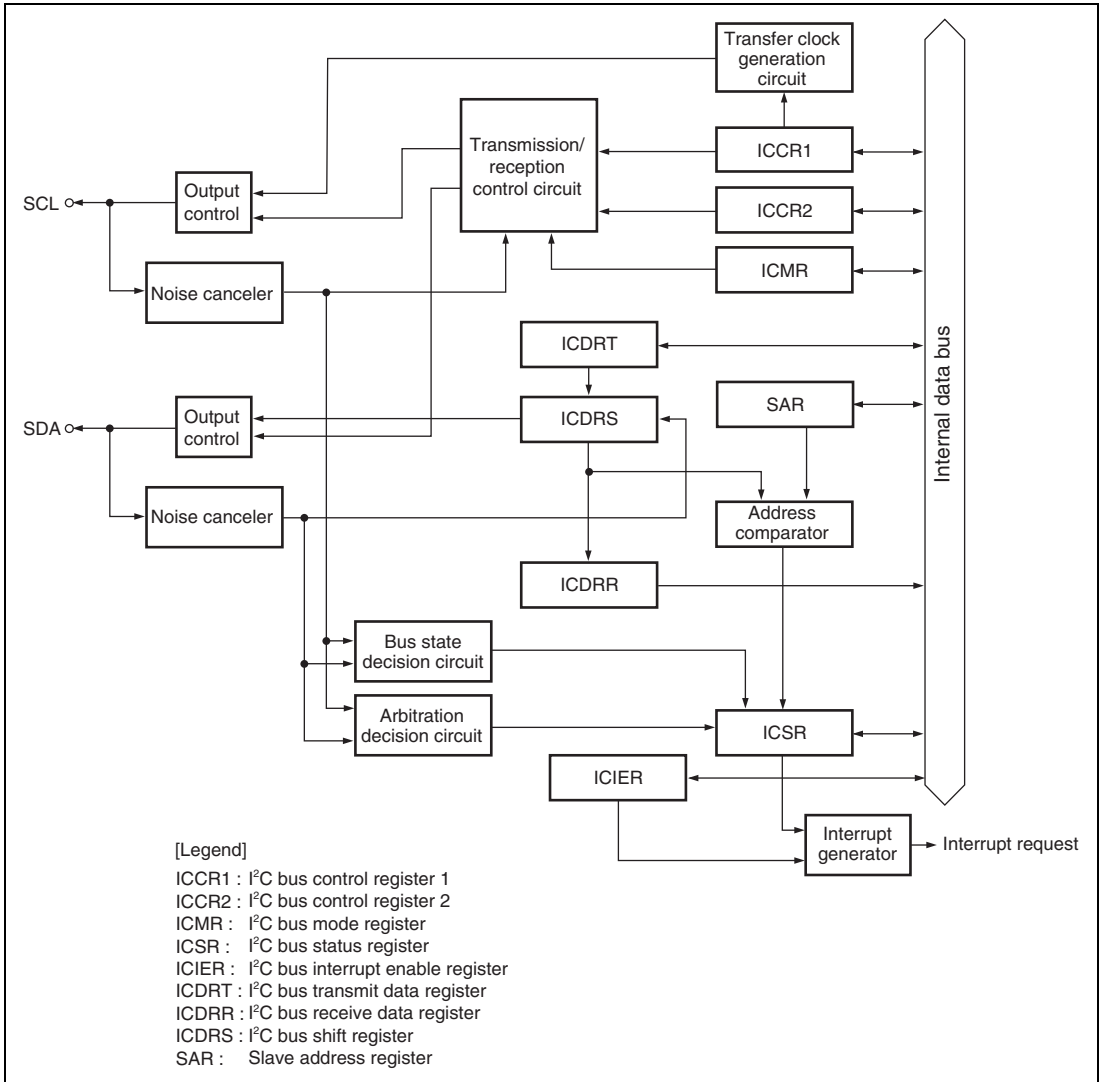 Transfer clock
generation
circuit
Transmission/
reception
control circuit
ICCR1
SCL
Output
control
ICCR2
ICMR
Noise canceler
ICDRT
Internal data bus
SAR
SDA
Output
control
ICDRS
Noise canceler
Address
comparator
ICDRR
Bus state
decision circuit
Arbitration
decision circuit
ICSR
ICIER
Interrupt
generator
Interrupt request
[Legend]
ICCR1 : I²C bus control register 1
ICCR2 : I²C bus control register 2
ICMR : I²C bus mode register
ICSR : I²C bus status register
ICIER : I²C bus interrupt enable register
ICDRT : I²C bus transmit data register
ICDRR : I²C bus receive data register
ICDRS : I²C bus shift register
SAR : Slave address register